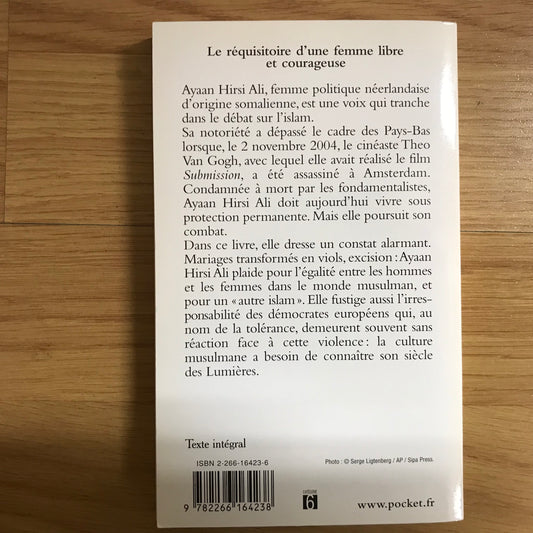 Le réquisitoire d'une femme libre
et courageuse
Ayaan Hirsi Ali, femme politique néerlandaise
d'origine somalienne, est une voix qui tranche
dans le débat sur l'islam.
Sa notoriété a dépassé le cadre des Pays-Bas
lorsque, le 2 novembre 2004, le cinéaste Theo
Van Gogh, avec lequel elle avait réalisé le film
Submission, a été assassiné à Amsterdam.
Condamnée à mort par les fondamentalistes,
Ayaan Hirsi Ali doit aujourd'hui vivre sous
protection permanente. Mais elle poursuit son
combat.
Dans ce livre, elle dresse un constat alarmant.
Mariages transformés en viols, excision : Ayaan
Hirsi Ali plaide pour l'égalité entre les hommes
et les femmes dans le monde musulman, et
pour un « autre islam ». Elle fustige aussi l'irres-
ponsabilité des démocrates européens qui, au
nom de la tolérance, demeurent souvent sans
réaction face à cette violence : la culture
musulmane a besoin de connaître son siècle
des Lumières.
Texte intégral
Photo : © Serge Ligtenberg / AP / Sipa Press.
ISBN 2-266-16423-6
9 782266 164238
catégorie
6
www.pocket.fr